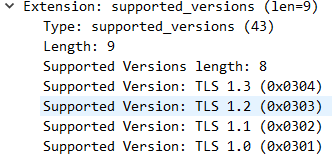 Extension: supported_versions (len=9)
Type: supported_versions (43)
Length: 9
Supported Versions length: 8
Supported Version: TLS 1.3 (0x0304)
Supported Version: TLS 1.2 (0x0303)
Supported Version: TLS 1.1 (0x0302)
Supported Version: TLS 1.0 (0x0301)